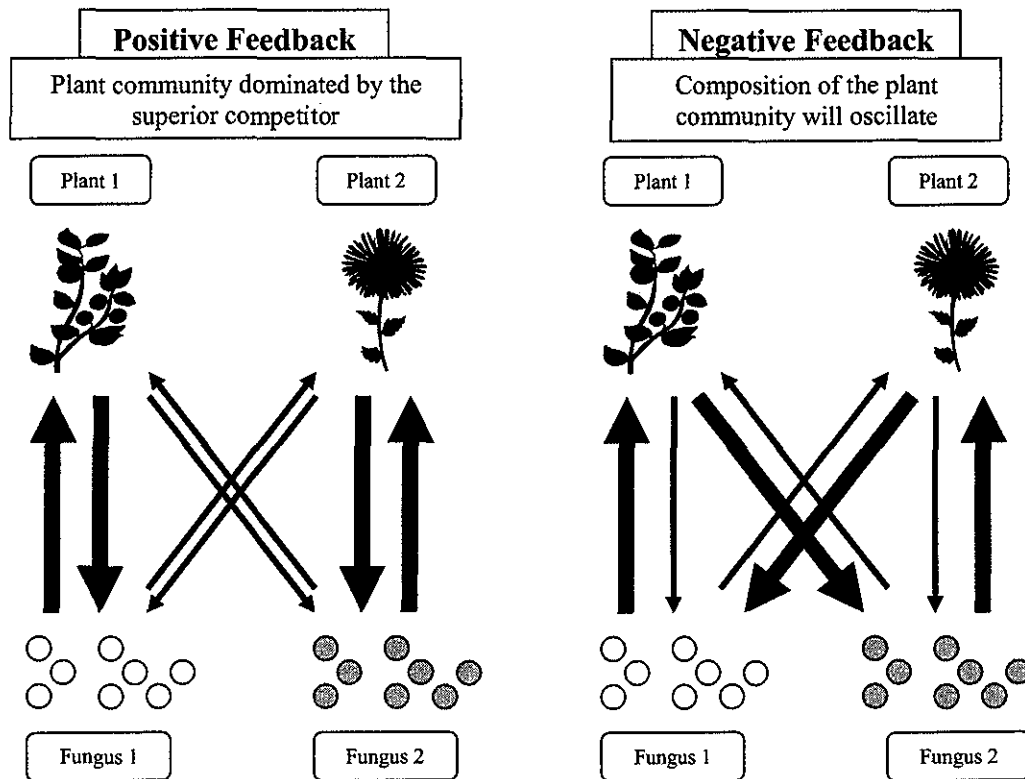 Positive Feedback
Plant community dominated by the
superior competitor
Plant 1
Plant 2
Fungus 1
Fungus 2
Negative Feedback
Composition of the plant
community will oscillate
Plant 1
Plant 2
Fungus 1
Fungus 2